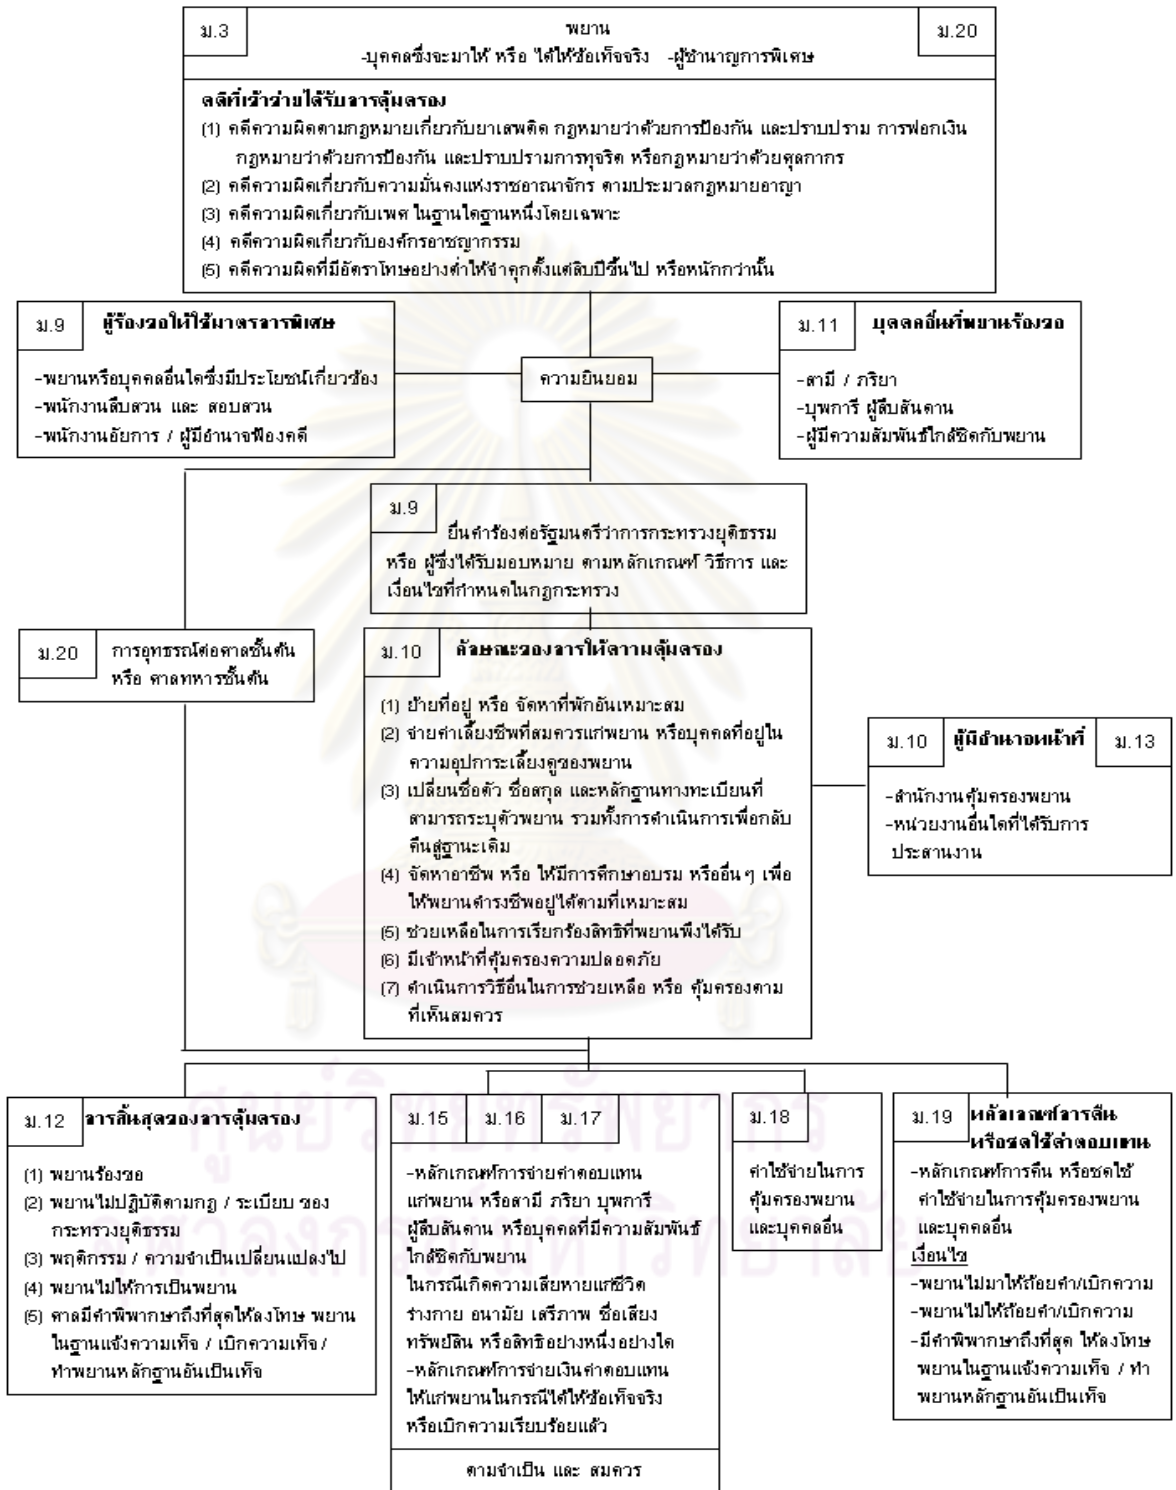 ม.3
พยาน
ม.20
-บุคคลซึ่งจะมาให้ หรือ ได้ให้ข้อเท็จจริง -ผู้ชำนาญการพิเศษ
คดีที่เข้าข่ายได้รับการคุ้มครอง
(1) คดีความผิดตามกฎหมายเกี่ยวกับยาเสพติด กฎหมายว่าด้วยการป้องกัน และปราบปราม การฟอกเงิน
กฎหมายว่าด้วยการป้องกัน และปราบปรามการทุจริต หรือกฎหมายว่าด้วยศุลกากร
(2) คดีความผิดเกี่ยวกับความมั่นคงแห่งราชอาณาจักร ตามประมวลกฎหมายอาญา
(3) คดีความผิดเกี่ยวกับเพศ ในฐานใดฐานหนึ่งโดยเฉพาะ
(4) คดีความผิดเกี่ยวกับองค์กรอาชญากรรม
(5) คดีความผิดที่มีอัตราโทษอย่างต่ำให้จำคุกตั้งแต่สิบปีขึ้นไป หรือหนักกว่านั้น
ม.9
ผู้ร้องขอให้ใช้มาตรการพิเศษ
-พยานหรือบุคคลอื่นใดซึ่งมีประโยชน์เกี่ยวข้อง
-พนักงานสืบสวน และ สอบสวน
-พนักงานอัยการ / ผู้มีอำนาจฟ้องคดี
ความยินยอม
ม.11
บุคคลอื่นที่พยานร้องขอ
-สามี / ภริยา
-บุพการี ผู้สืบสันดาน
-ผู้มีความสัมพันธ์ใกล้ชิดกับพยาน
ม.9
ยื่นคำร้องต่อรัฐมนตรีว่าการกระทรวงยุติธรรม
หรือ ผู้ซึ่งได้รับมอบหมาย ตามหลักเกณฑ์ วิธีการ และ
เงื่อนไขที่กำหนดในกฎกระทรวง
ม.20
การอุทธรณ์ต่อศาลชั้นต้น
หรือ ศาลทหารชั้นต้น
ม.10
ลักษณะของการให้ความคุ้มครอง
(1) ย้ายที่อยู่ หรือ จัดหาที่พักอันเหมาะสม
(2) จ่ายค่าเลี้ยงชีพที่สมควรแก่พยาน หรือบุคคลที่อยู่ใน
ความอุปการะเลี้ยงดูของพยาน
(3) เปลี่ยนชื่อตัว ชื่อสกุล และหลักฐานทางทะเบียนที่
สามารถระบุตัวพยาน รวมทั้งการดำเนินการเพื่อกลับ
คืนสู่ฐานะเดิม
(4) จัดหาอาชีพ หรือ ให้มีการศึกษาอบรม หรืออื่นๆ เพื่อ
ให้พยานดำรงชีพอยู่ได้ตามที่เหมาะสม
(5) ช่วยเหลือในการเรียกร้องสิทธิที่พยานพึงได้รับ
(6) มีเจ้าหน้าที่คุ้มครองความปลอดภัย
(7) ดำเนินการวิธีอื่นในการช่วยเหลือ หรือ คุ้มครองตาม
ที่เห็นสมควร
ม.10
ผู้มีอำนาจหน้าที่
ม.13
-สำนักงานคุ้มครองพยาน
-หน่วยงานอื่นใดที่ได้รับการ
ประสานงาน
ศูนย์วิทยทรัพยากร
จุฬาลงกรณ์มหาวิทยาลัย
ม.12
การสิ้นสุดของการคุ้มครอง
(1) พยานร้องขอ
(2) พยานไม่ปฏิบัติตามกฎ / ระเบียบ ของ
กระทรวงยุติธรรม
(3) พฤติกรรม / ความจำเป็นเปลี่ยนแปลงไป
(4) พยานไม่ให้การเป็นพยาน
(5) ศาลมีคำพิพากษาถึงที่สุดให้ลงโทษ พยาน
ในฐานแจ้งความเท็จ / เบิกความเท็จ /
ทำพยานหลักฐานอันเป็นเท็จ
ม.15
ม.16
ม.17
-หลักเกณฑ์การจ่ายค่าตอบแทน
แก่พยาน หรือสามี ภริยา บุพการี
ผู้สืบสันดาน หรือบุคคลที่มีความสัมพันธ์
ใกล้ชิดกับพยาน
ในกรณีเกิดความเสียหายแก่ชีวิต
ร่างกาย อนามัย เสรีภาพ ชื่อเสียง
ทรัพย์สิน หรือสิทธิอย่างหนึ่งอย่างใด
-หลักเกณฑ์การจ่ายเงินค่าตอบแทน
ให้แก่พยานในกรณีได้ให้ข้อเท็จจริง
หรือเบิกความเรียบร้อยแล้ว
ตามจำเป็น และ สมควร
ม.18
ค่าใช้จ่ายในการ
คุ้มครองพยาน
และบุคคลอื่น
ม.19
หลักเกณฑ์การคืน
หรือชดใช้ค่าตอบแทน
-หลักเกณฑ์การคืน หรือชดใช้
ค่าใช้จ่ายในการคุ้มครองพยาน
และบุคคลอื่น
เงื่อนไข
-พยานไม่มาให้ถ้อยคำ/เบิกความ
-พยานไม่ให้ถ้อยคำ/เบิกความ
-มีคำพิพากษาถึงที่สุด ให้ลงโทษ
พยานในฐานแจ้งความเท็จ / ทำ
พยานหลักฐานอันเป็นเท็จ